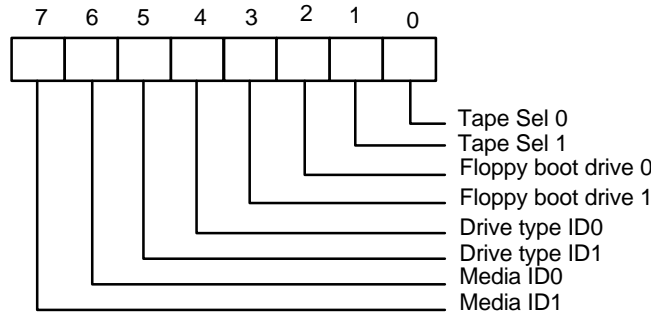 7 6 5 4 3 2 1 0
Tape Sel 0
Tape Sel 1
Floppy boot drive 0
Floppy boot drive 1
Drive type ID0
Drive type ID1
Media ID0
Media ID1